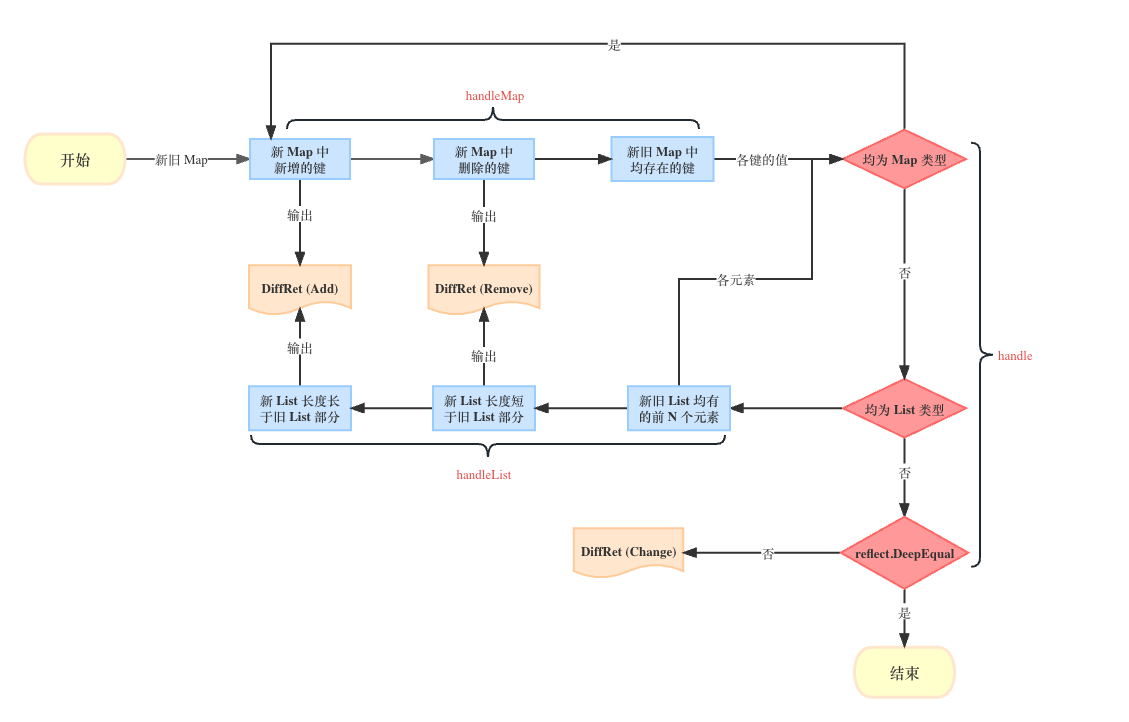 是
handleMap
开始
新旧 Map
新 Map 中
新增的键
新 Map 中
删除的键
新旧 Map 中
均存在的键
各键的值
均为 Map 类型
输出
输出
否
各元素
DiffRet (Add)
DiffRet (Remove)
输出
输出
handle
新 List 长度长
于旧 List 部分
新 List 长度短
于旧 List 部分
新旧 List 均有
的前 N 个元素
均为 List 类型
handleList
否
DiffRet (Change)
否
reflect.DeepEqual
是
结束